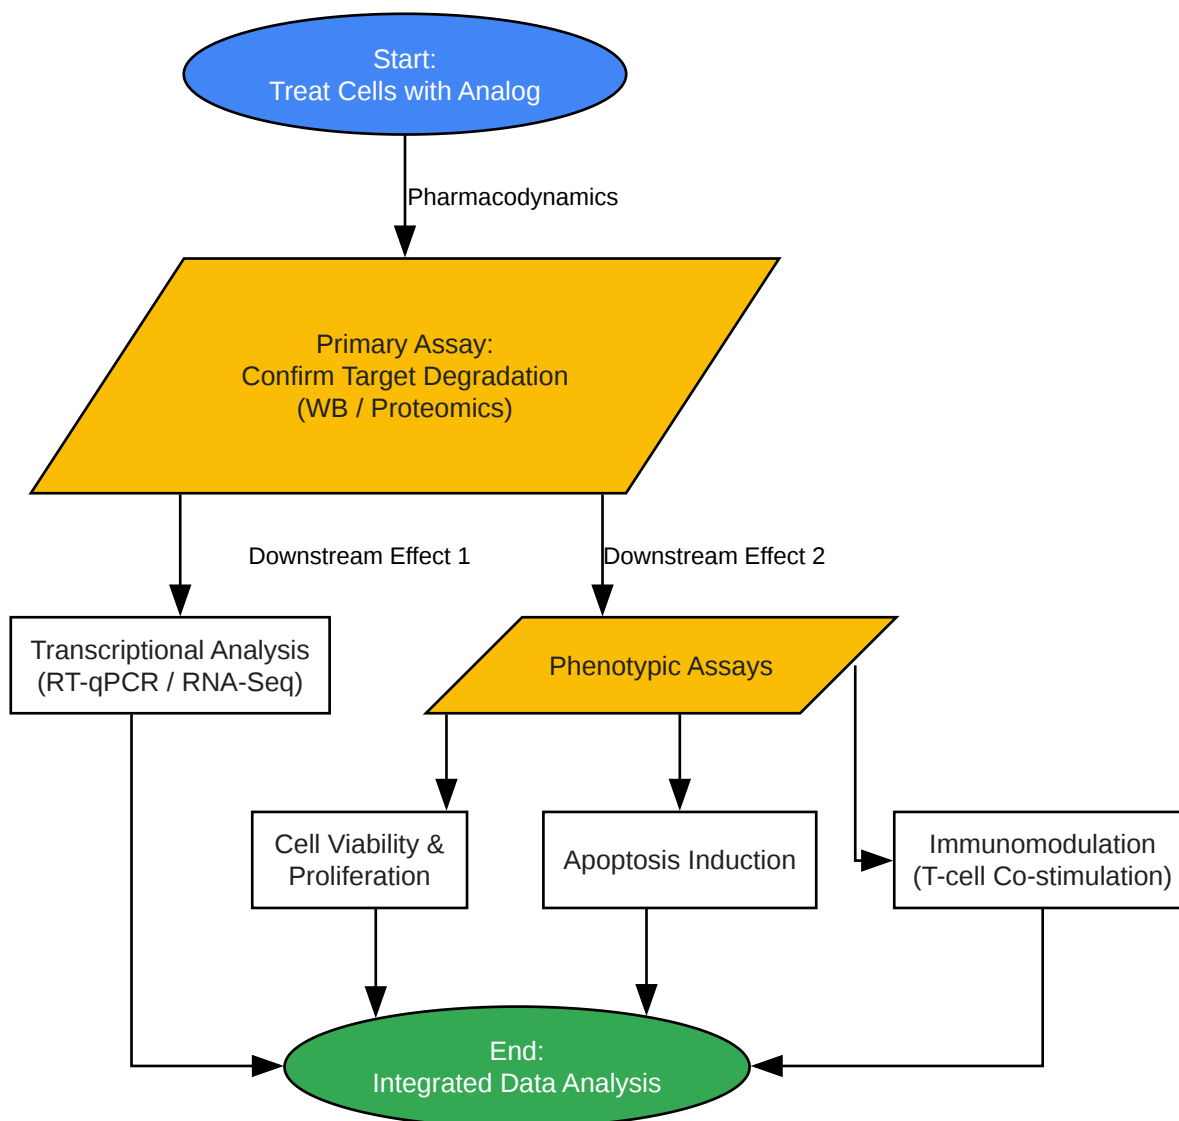 Start:
Treat Cells with Analog
Pharmacodynamics
Primary Assay:
Confirm Target Degradation
(WB / Proteomics)
Downstream Effect 1
Downstream Effect 2
Transcriptional Analysis
(RT-qPCR / RNA-Seq)
Phenotypic Assays
Cell Viability &
Proliferation
Apoptosis Induction
Immunomodulation
(T-cell Co-stimulation)
End:
Integrated Data Analysis